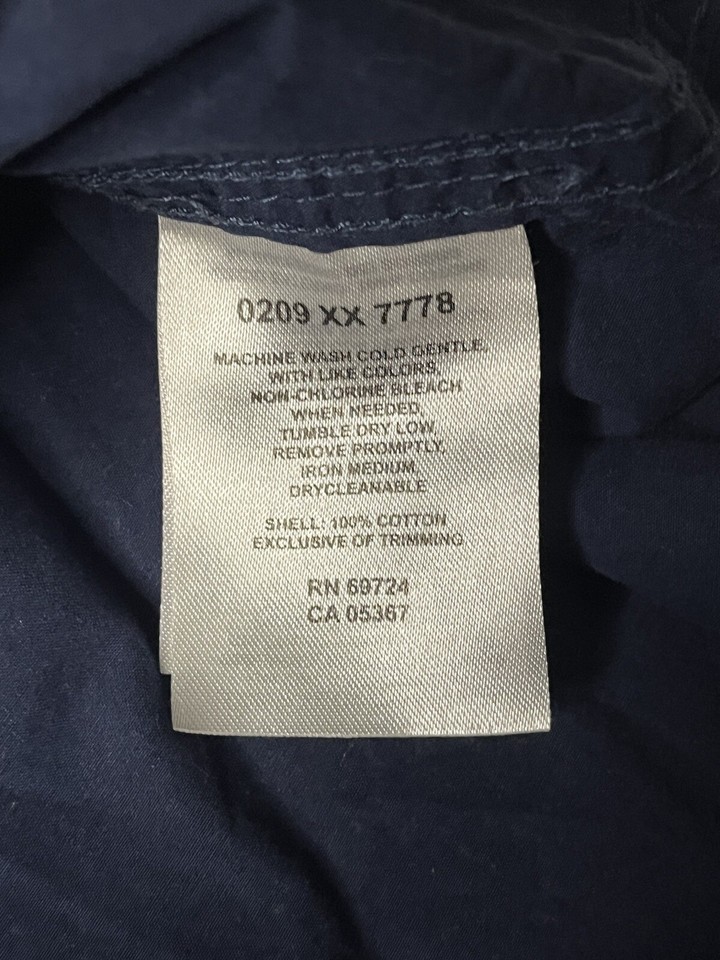 0209 XX 7778
MACHINE WASH COLD GENTLE,
WITH LIKE COLORS,
NON-CHLORINE BLEACH
WHEN NEEDED,
TUMBLE DRY LOW,
REMOVE PROMPTLY,
IRON MEDIUM,
DRYCLEANABLE
SHELL: 100% COTTON
EXCLUSIVE OF TRIMMING
RN 69724
CA 05367